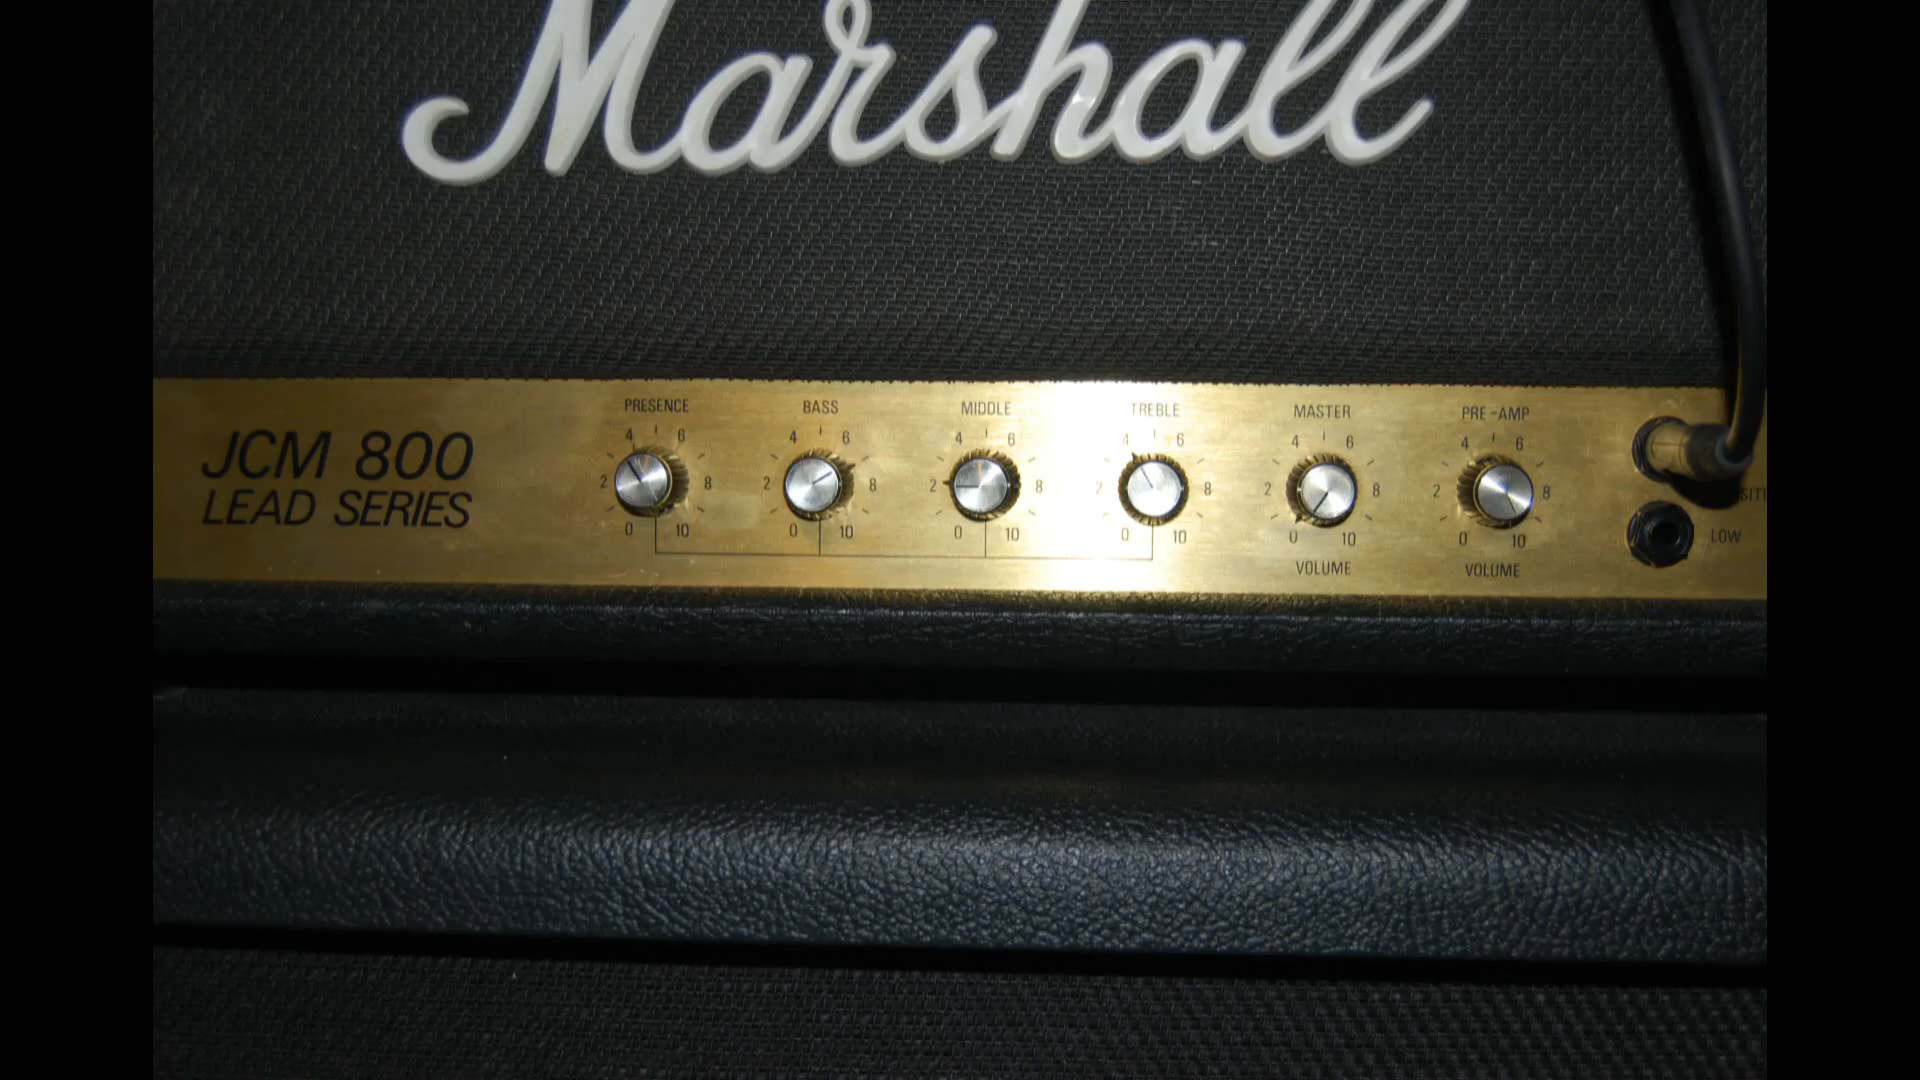 Marshall
JCM 800
LEAD SERIES
PRESENCE
4 6
2 8
0 10
BASS
4 6
2 8
0 10
MIDDLE
4 6
2 8
0 10
TREBLE
4 6
2 8
0 10
MASTER
4 6
2 8
0 10
VOLUME
PRE-AMP
4 6
2 8
0 10
VOLUME
LOW